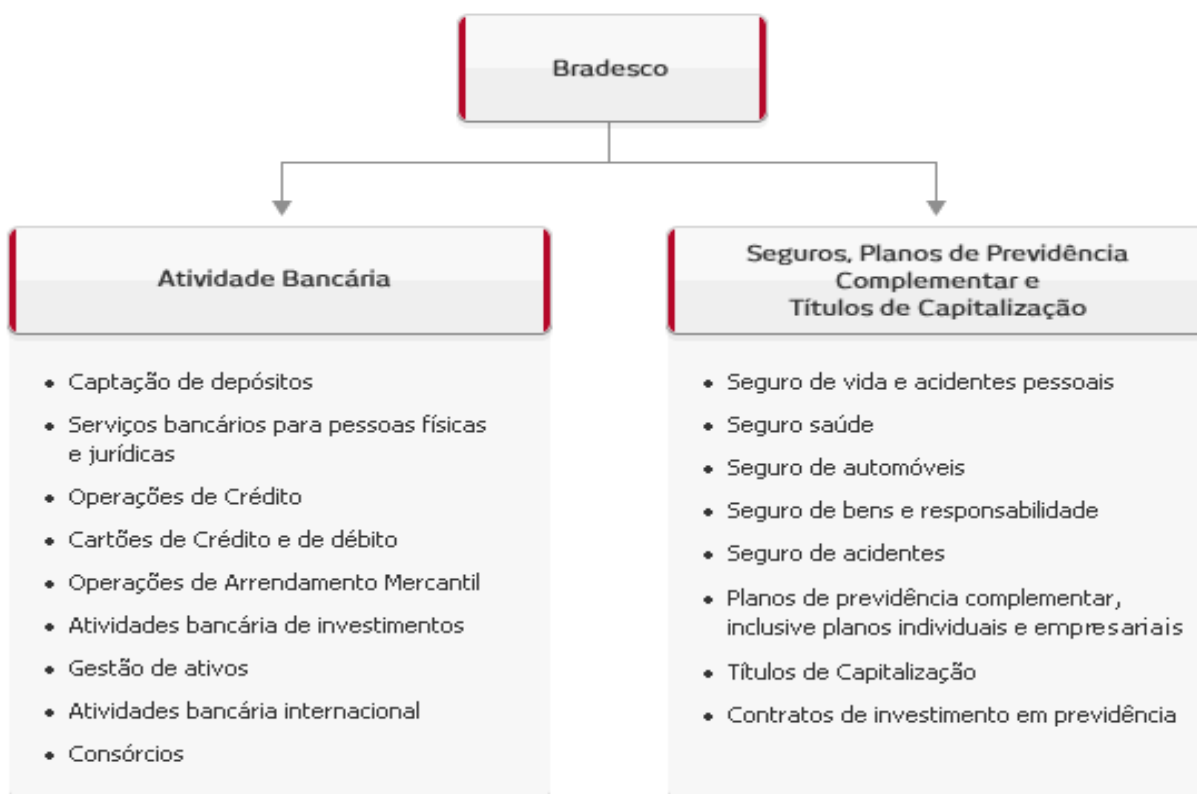 Bradesco
Atividade Bancária
• Captação de depósitos
• Serviços bancários para pessoas físicas
e jurídicas
• Operações de Crédito
• Cartões de Crédito e de débito
• Operações de Arrendamento Mercantil
• Atividades bancária de investimentos
• Gestão de ativos
• Atividades bancária internacional
• Consórcios
Seguros, Planos de Previdência
Complementar e
Títulos de Capitalização
• Seguro de vida e acidentes pessoais
• Seguro saúde
• Seguro de automóveis
• Seguro de bens e responsabilidade
• Seguro de acidentes
• Planos de previdência complementar,
inclusive planos individuais e empresariais
• Títulos de Capitalização
• Contratos de investimento em previdência